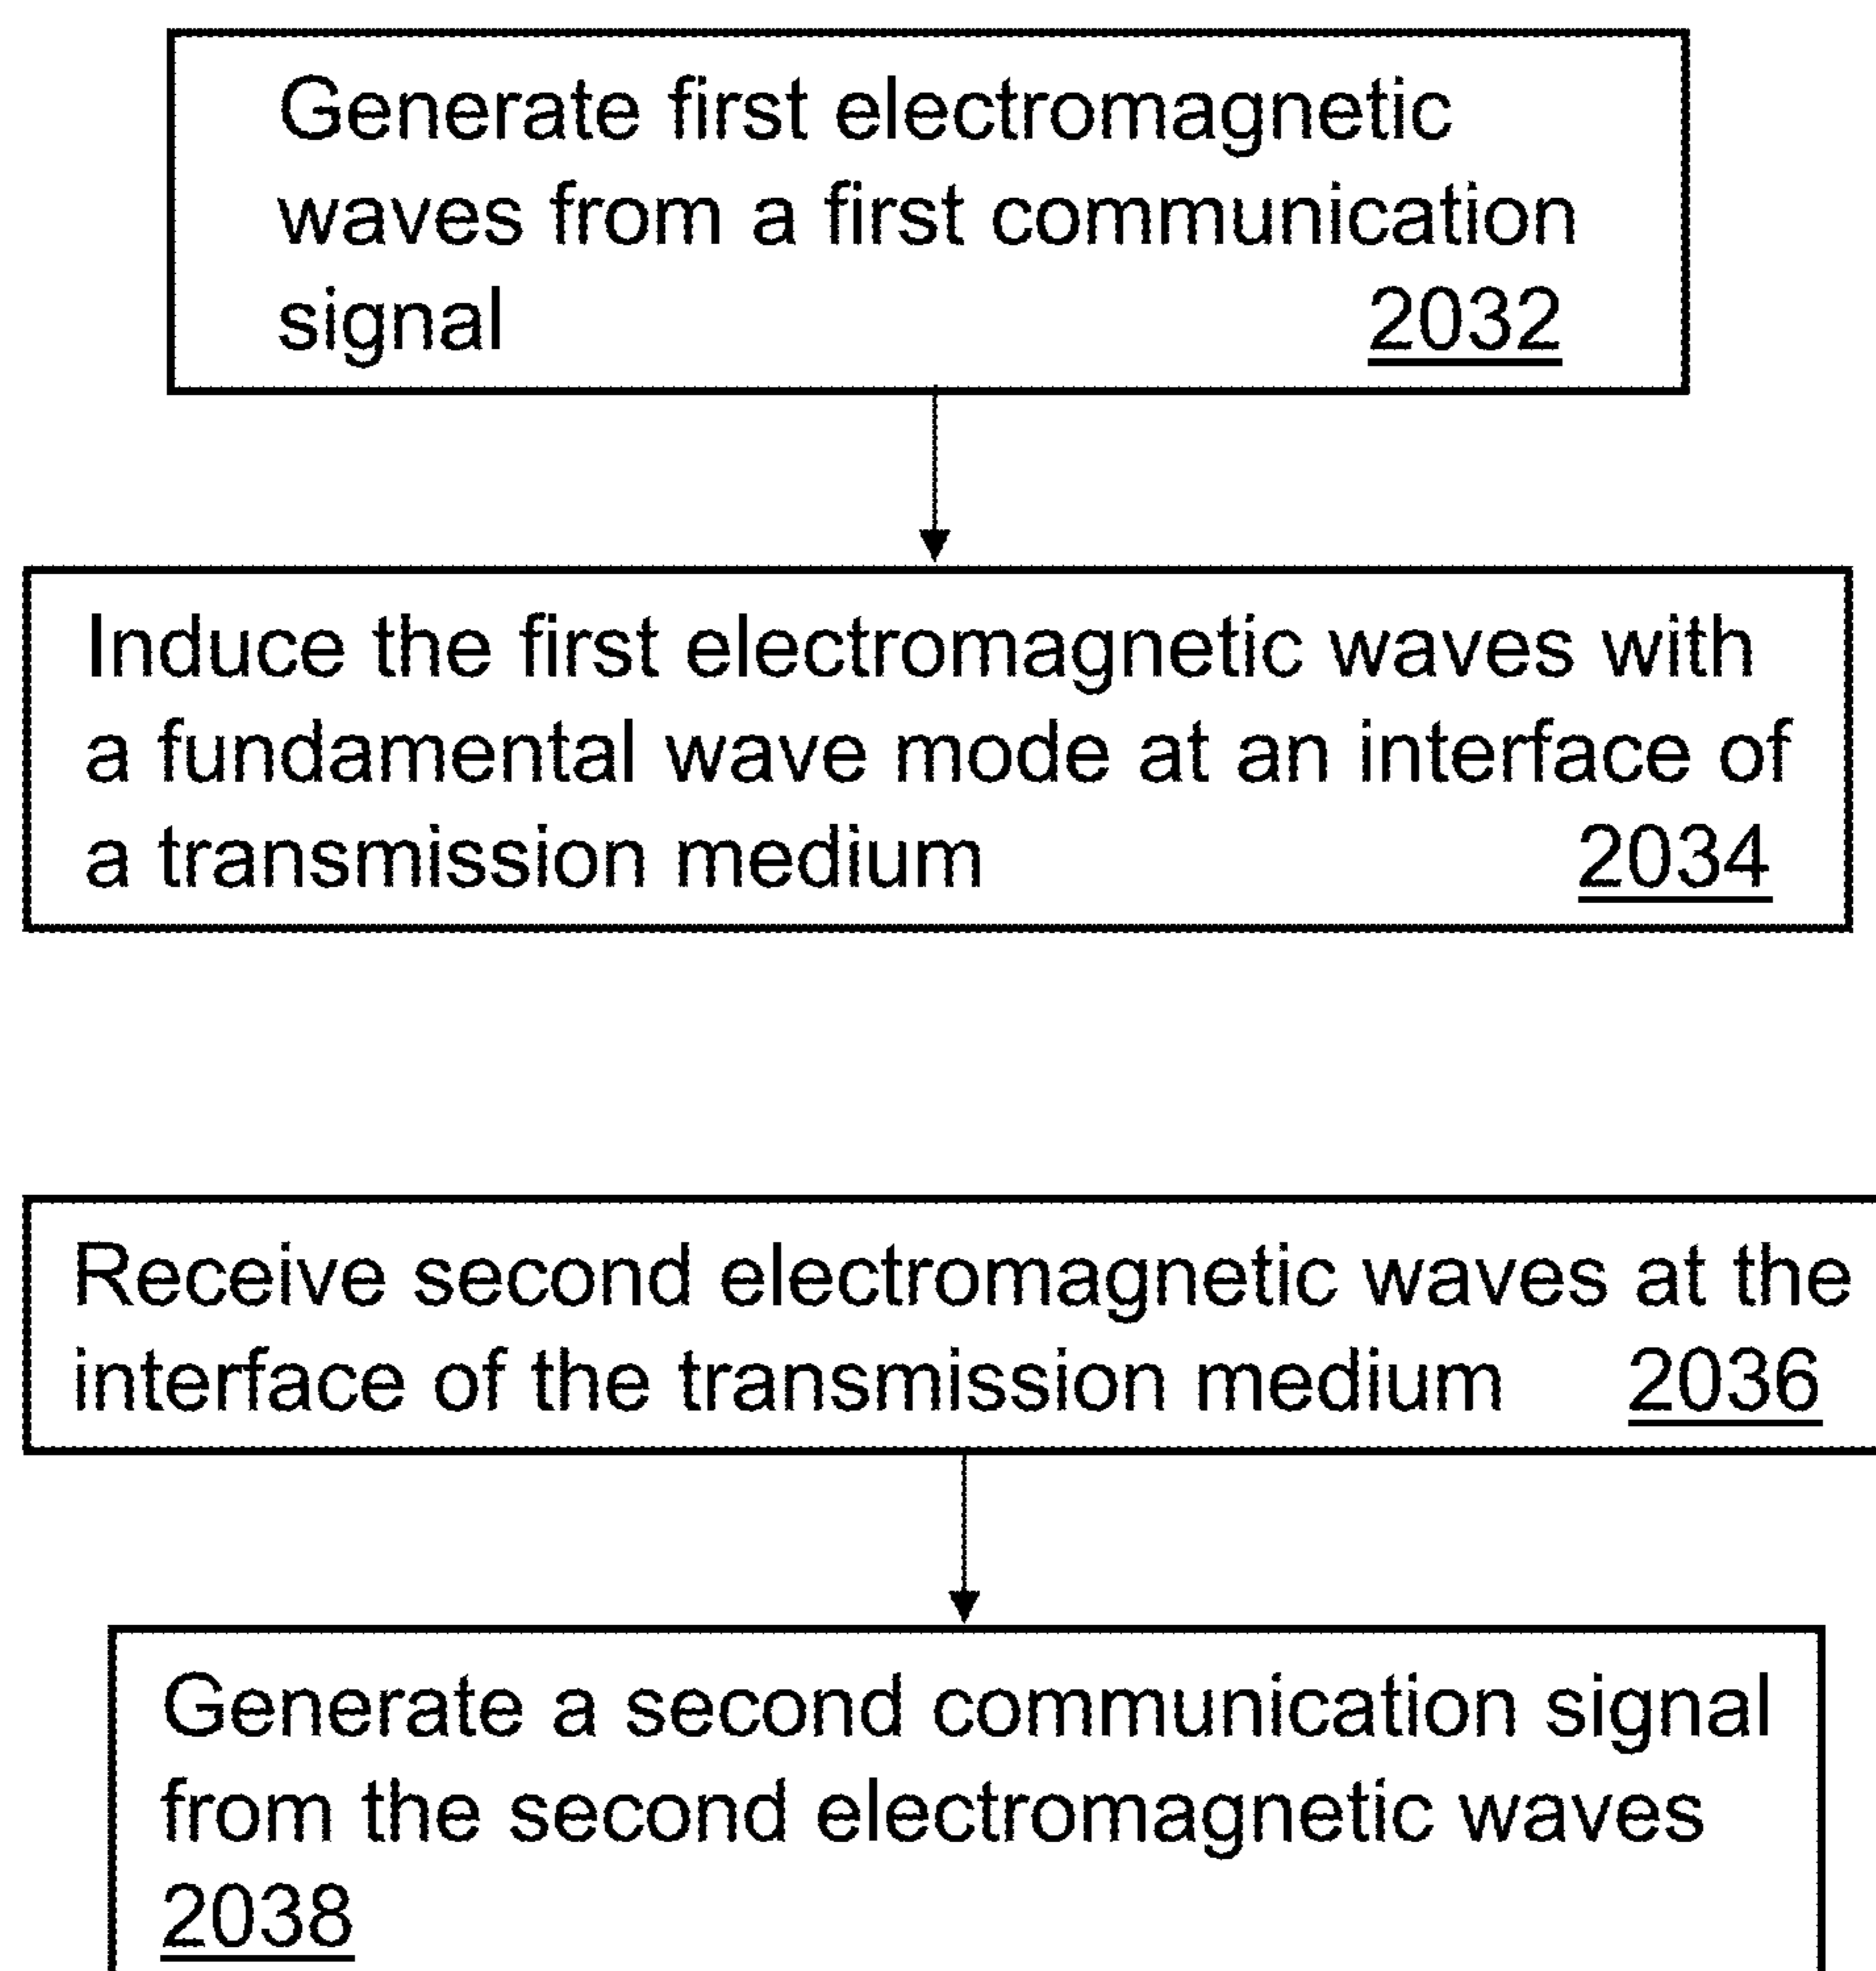 Generate first electromagnetic
waves from a first communication
signal 2032
Induce the first electromagnetic waves with
a fundamental wave mode at an interface of
a transmission medium 2034
Receive second electromagnetic waves at the
interface of the transmission medium 2036
Generate a second communication signal
from the second electromagnetic waves
2038